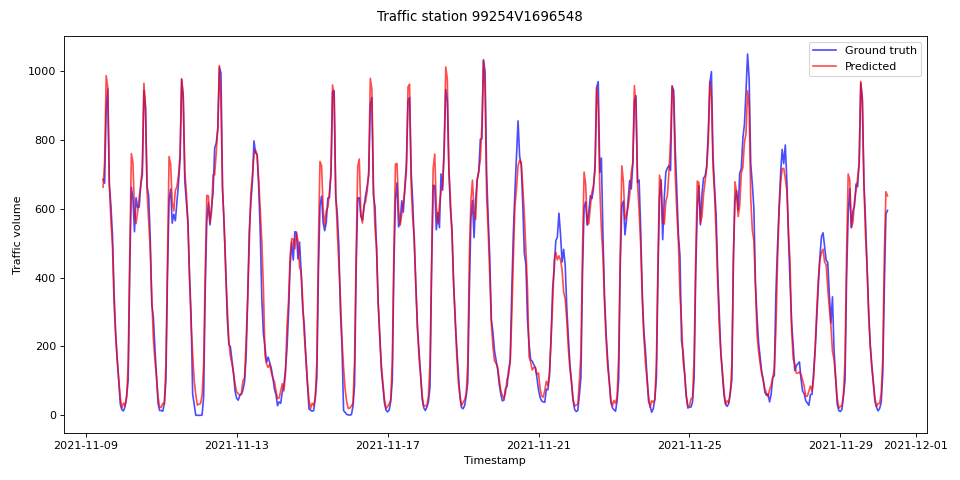 Traffic station 99254V1696548
Ground truth
Predicted
Traffic volume
1000
800
600
400
200
0
2021-11-09
2021-11-13
2021-11-17
2021-11-21
2021-11-25
2021-11-29
2021-12-01
Timestamp